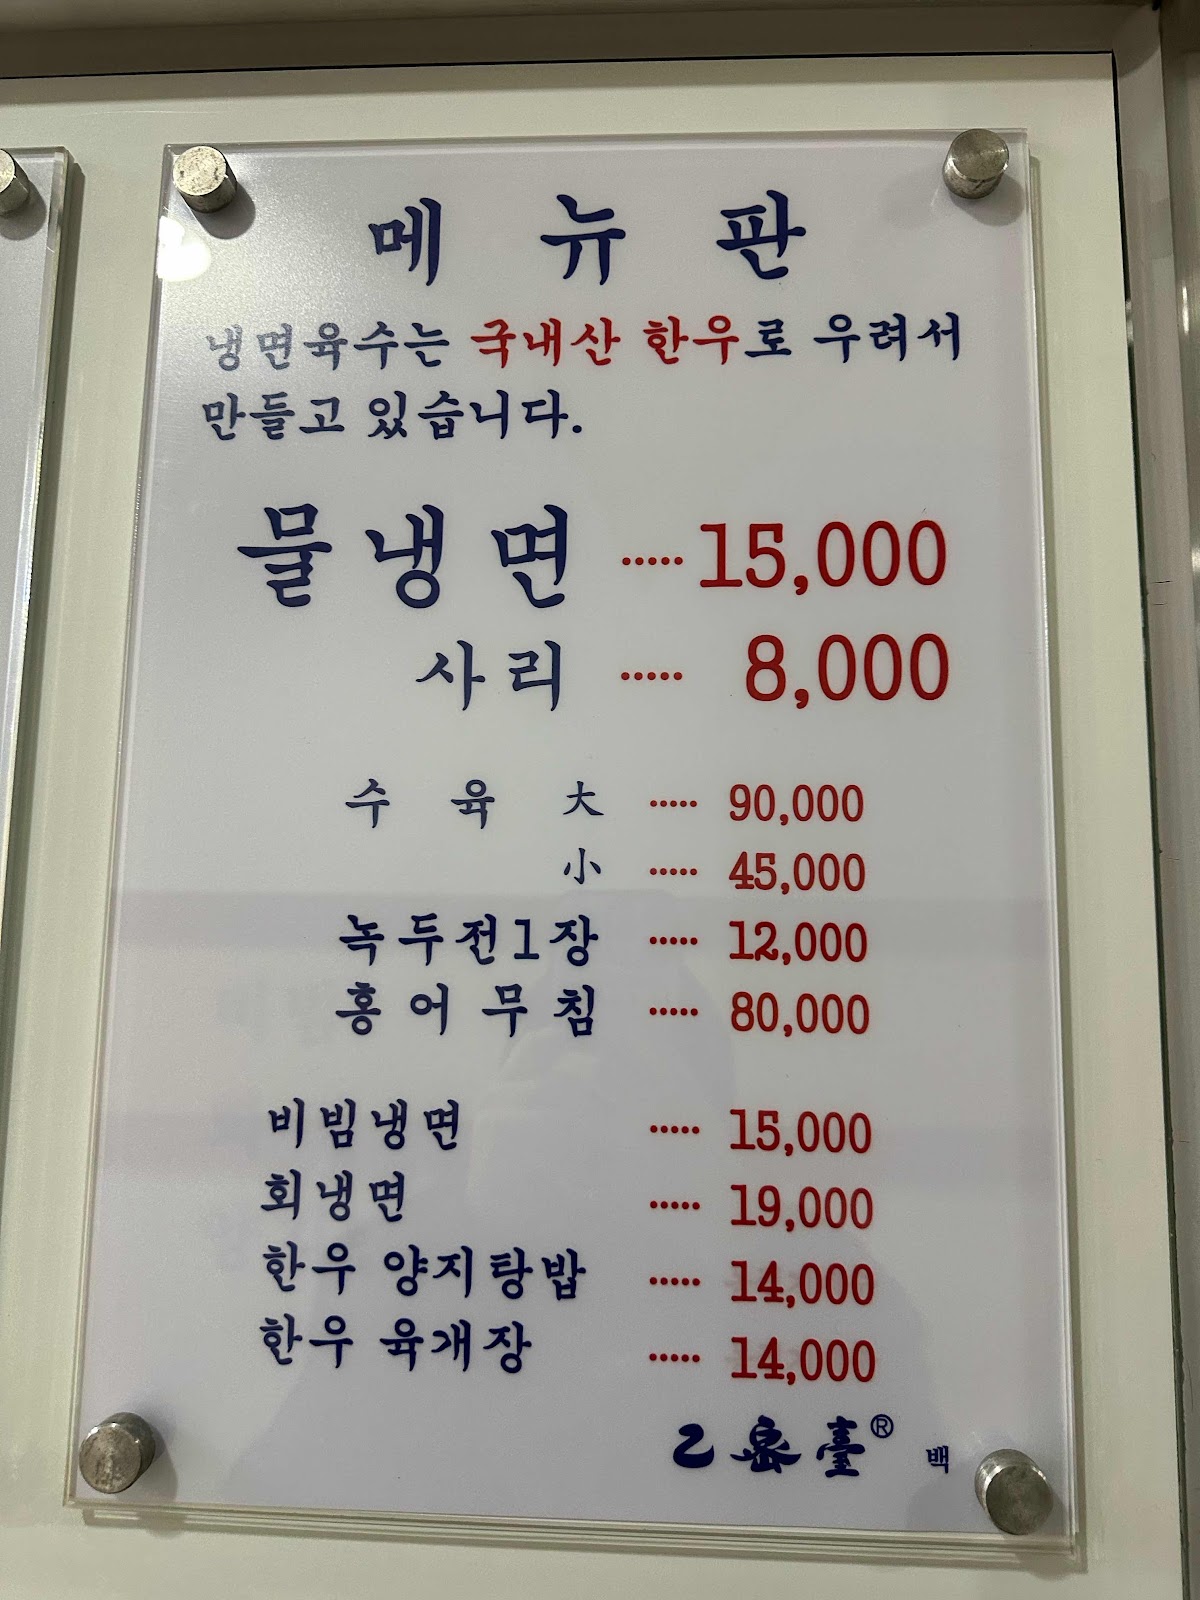 메 뉴 판
냉면육수는 국내산 한우로 우려서
만들고 있습니다.
물냉면 ····· 15,000
사리 ····· 8,000
수 육 大 ····· 90,000
小 ····· 45,000
녹두전1장 ····· 12,000
홍어무침 ····· 80,000
비빔냉면 ····· 15,000
회냉면 ····· 19,000
한우 양지탕밥 ····· 14,000
한우 육개장 ····· 14,000
乙密臺® 백